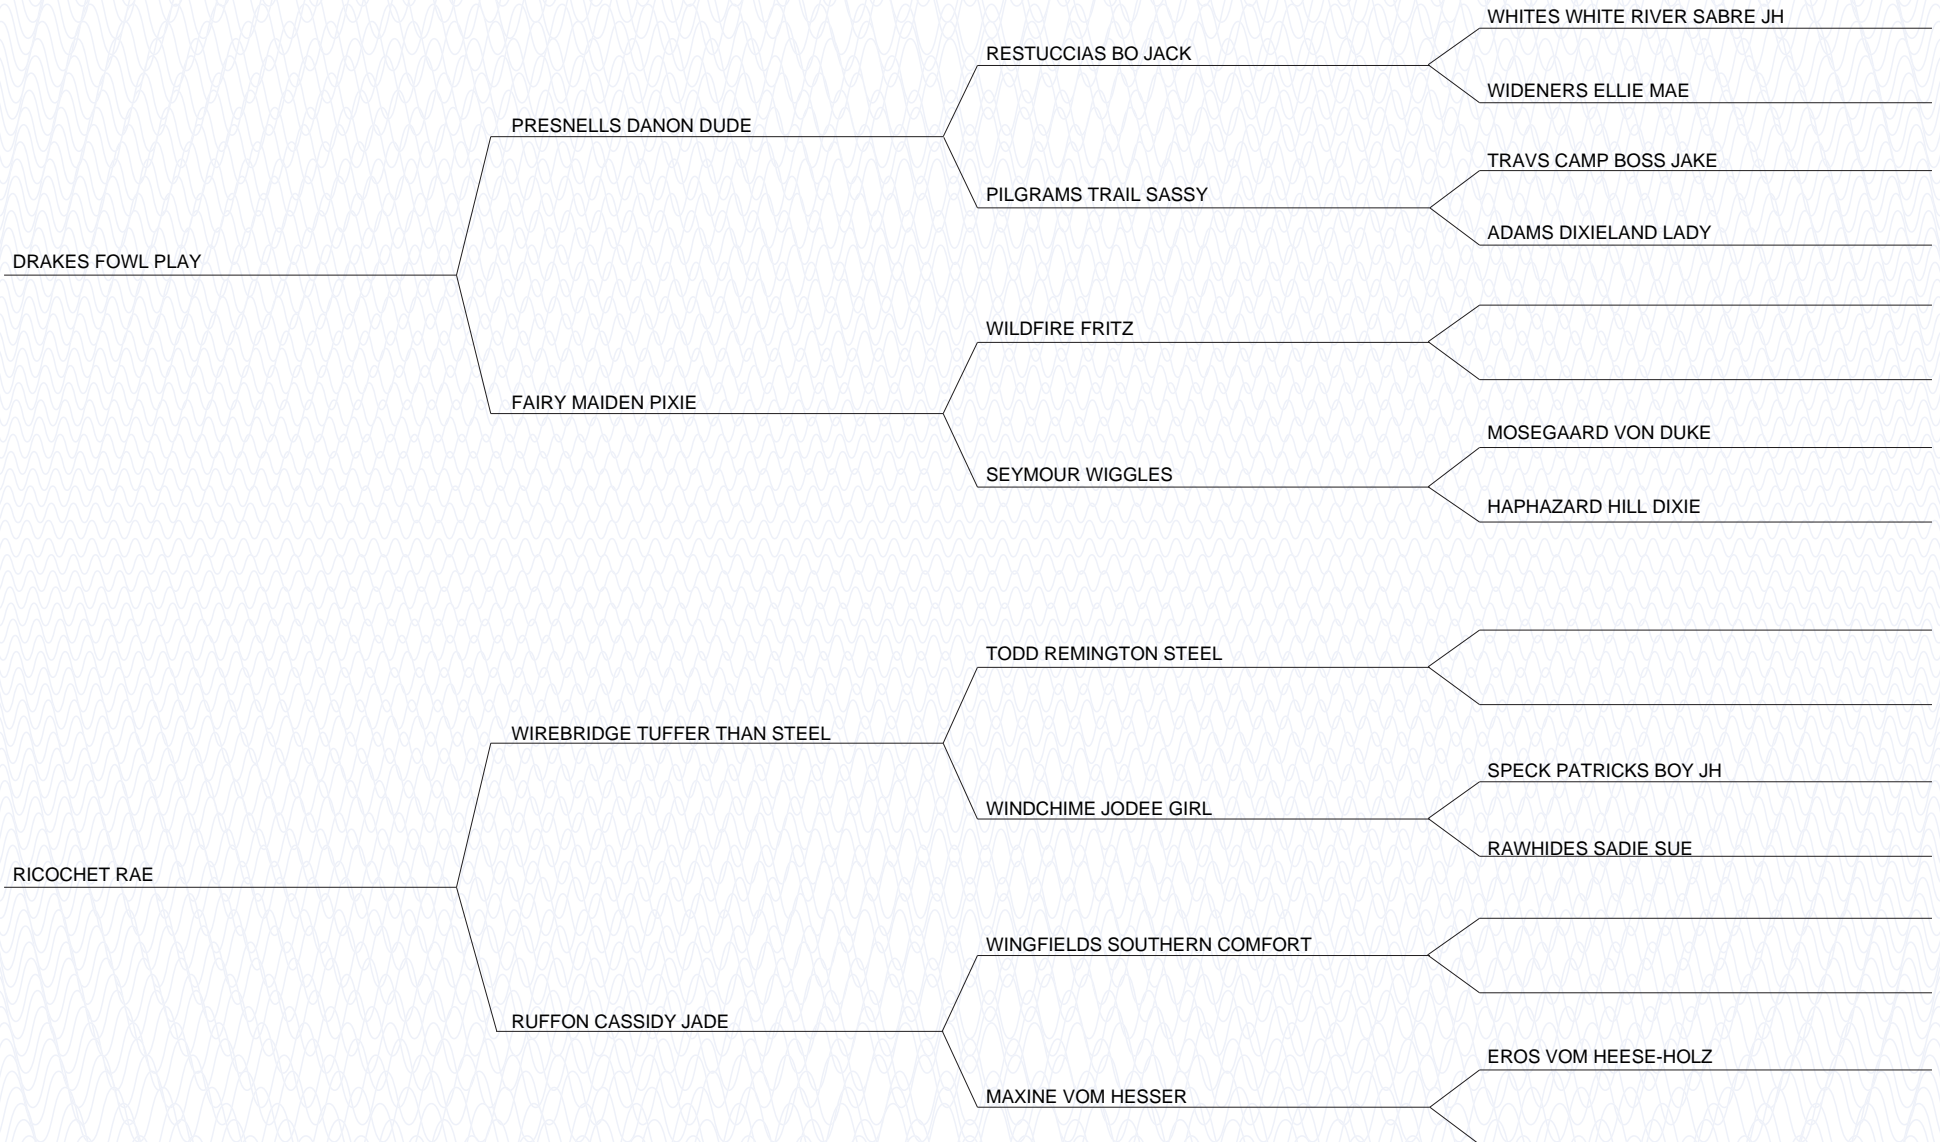 WHITES WHITE RIVER SABRE JH
RESTUCCIAS BO JACK
WIDENERS ELLIE MAE
PRESNELLS DANON DUDE
TRAVS CAMP BOSS JAKE
PILGRAMS TRAIL SASSY
ADAMS DIXIELAND LADY
DRAKES FOWL PLAY
WILDFIRE FRITZ
FAIRY MAIDEN PIXIE
MOSEGAARD VON DUKE
SEYMOUR WIGGLES
HAPHAZARD HILL DIXIE
TODD REMINGTON STEEL
WIREBRIDGE TUFFER THAN STEEL
SPECK PATRICKS BOY JH
WINDCHIME JODEE GIRL
RAWHIDES SADIE SUE
RICOCHET RAE
WINGFIELDS SOUTHERN COMFORT
RUFFON CASSIDY JADE
EROS VOM HEESE-HOLZ
MAXINE VOM HESSER